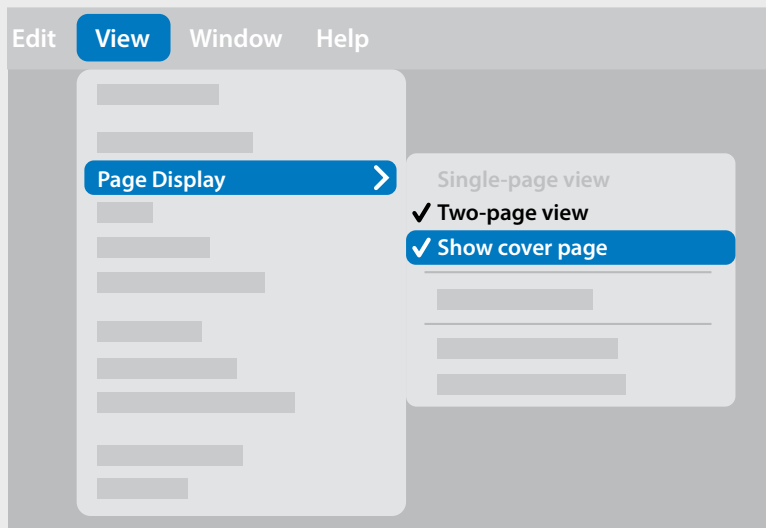 Edit View Window Help
Page Display
Single-page view
✓ Two-page view
✓ Show cover page